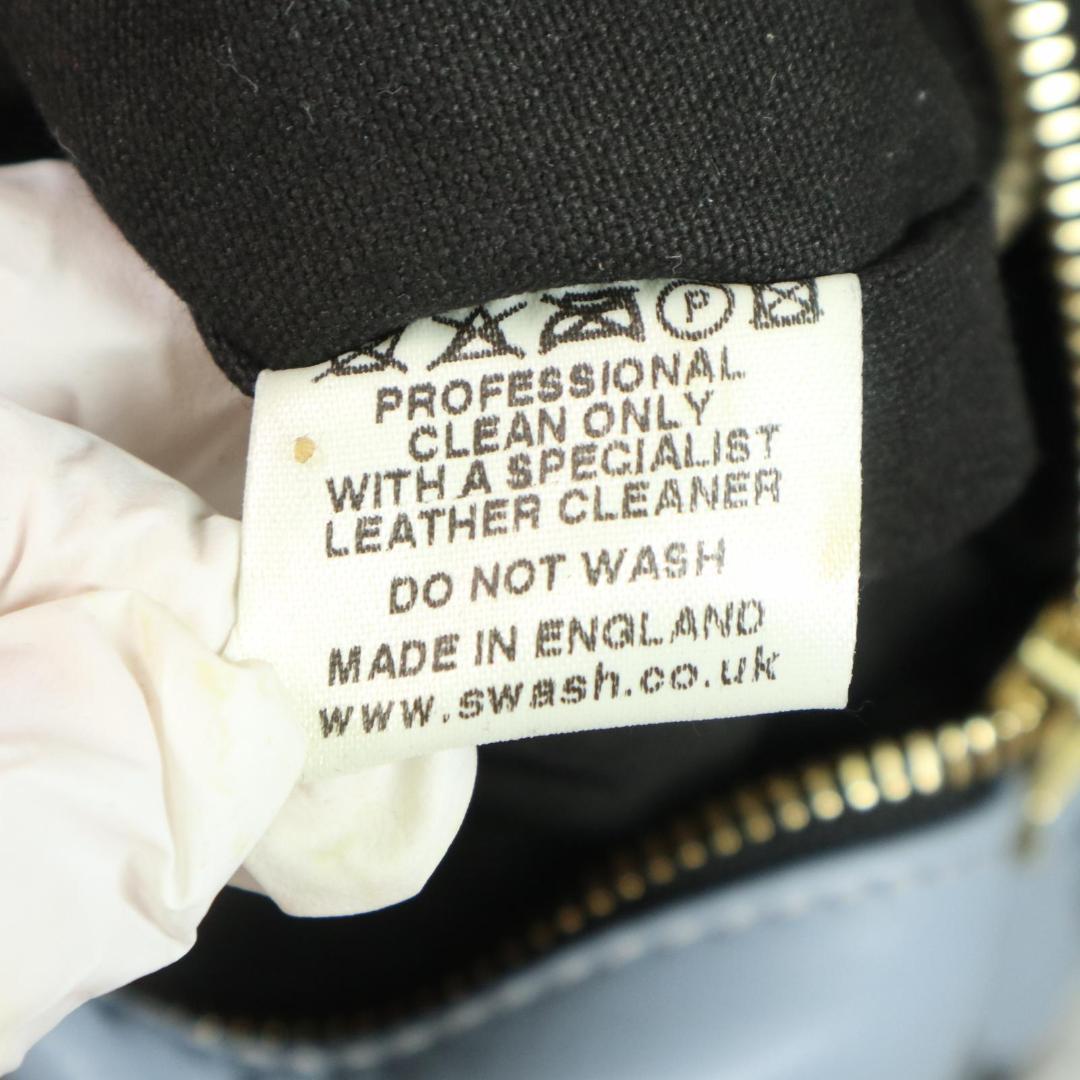 P
PROFESSIONAL
CLEAN ONLY
WITH A SPECIALIST
LEATHER CLEANER
DO NOT WASH
MADE IN ENGLAND
www.swash.co.uk